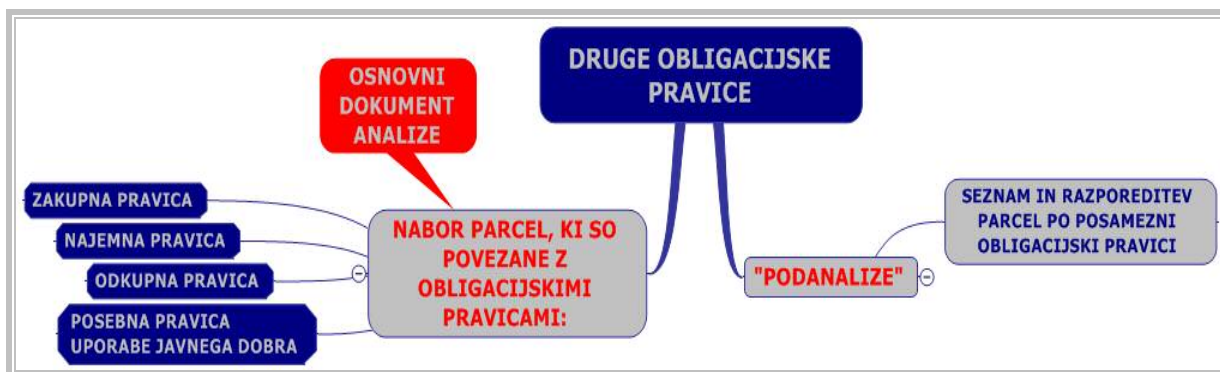 DRUGE OBLIGACIJSKE
PRAVICE
OSNOVNI
DOKUMENT
ANALIZE
NABOR PARCEL, KI SO
POVEZANE Z
OBLIGACIJSKIMI
PRAVICAMI:
ZAKUPNA PRAVICA
NAJEMNA PRAVICA
ODKUPNA PRAVICA
POSEBNA PRAVICA
UPORABE JAVNEGA DOBRA
"PODANALIZE"
SEZNAM IN RAZPOREDITEV
PARCEL PO POSAMEZNI
OBLIGACIJSKI PRAVICI